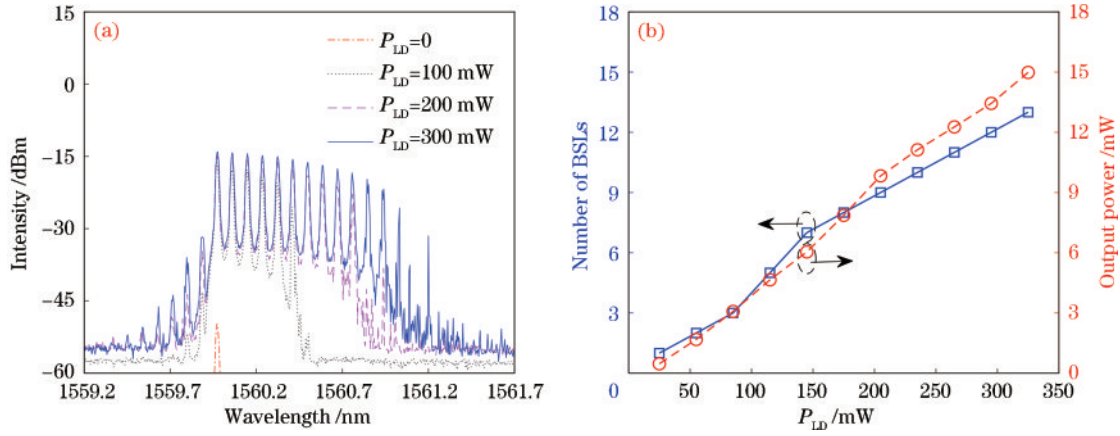 (a)
P_LD=0
P_LD=100 mW
P_LD=200 mW
P_LD=300 mW
15
0
−15
−30
−45
−60
Intensity /dBm
1559.2 1559.7 1560.2 1560.7 1561.2 1561.7
Wavelength /nm
(b)
18
15
12
9
6
3
0
Number of BSLs
18
15
12
9
6
3
0
Output power /mW
50 100 150 200 250 300 350
P_LD/mW